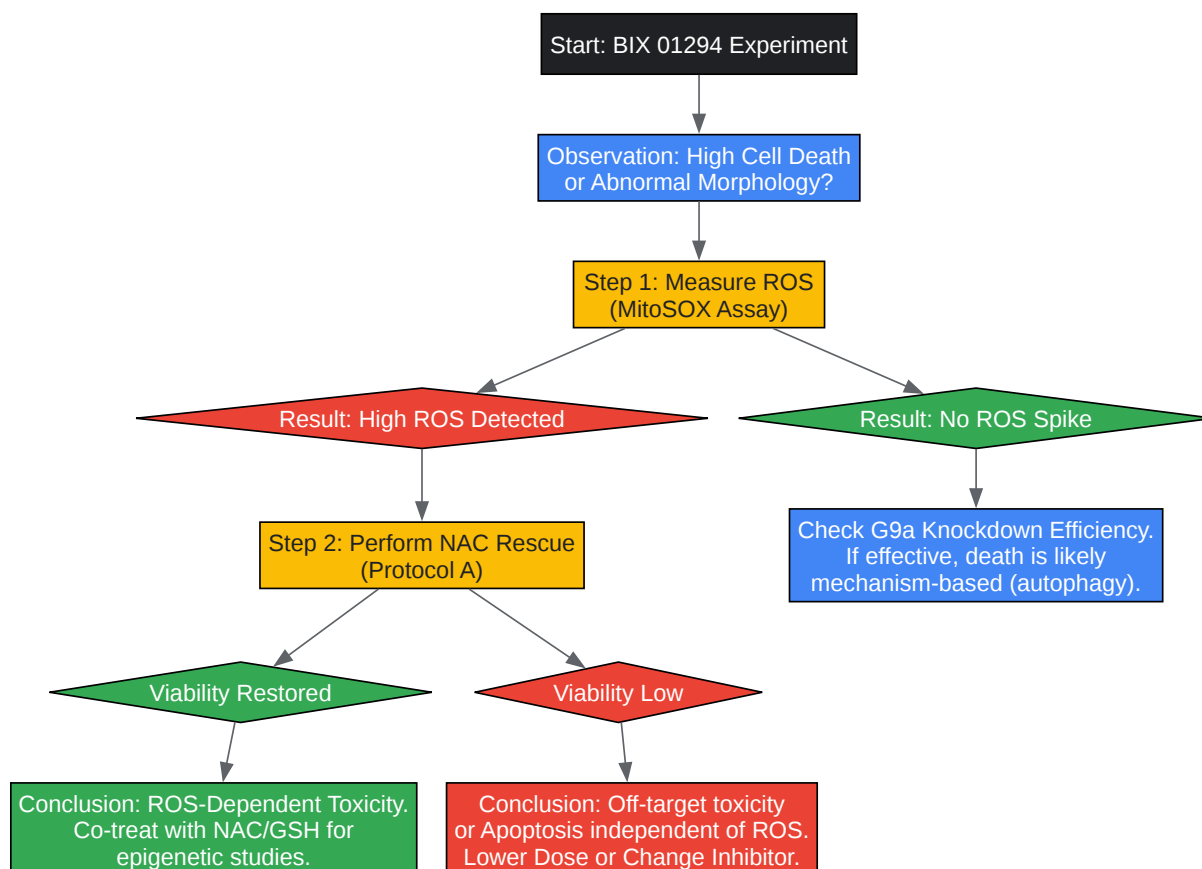 Start: BIX 01294 Experiment
Observation: High Cell Death
or Abnormal Morphology?
Step 1: Measure ROS
(MitoSOX Assay)
Result: High ROS Detected
Result: No ROS Spike
Step 2: Perform NAC Rescue
(Protocol A)
Check G9a Knockdown Efficiency.
If effective, death is likely
mechanism-based (autophagy).
Viability Restored
Viability Low
Conclusion: ROS-Dependent Toxicity.
Co-treat with NAC/GSH for
epigenetic studies.
Conclusion: Off-target toxicity
or Apoptosis independent of ROS.
Lower Dose or Change Inhibitor.